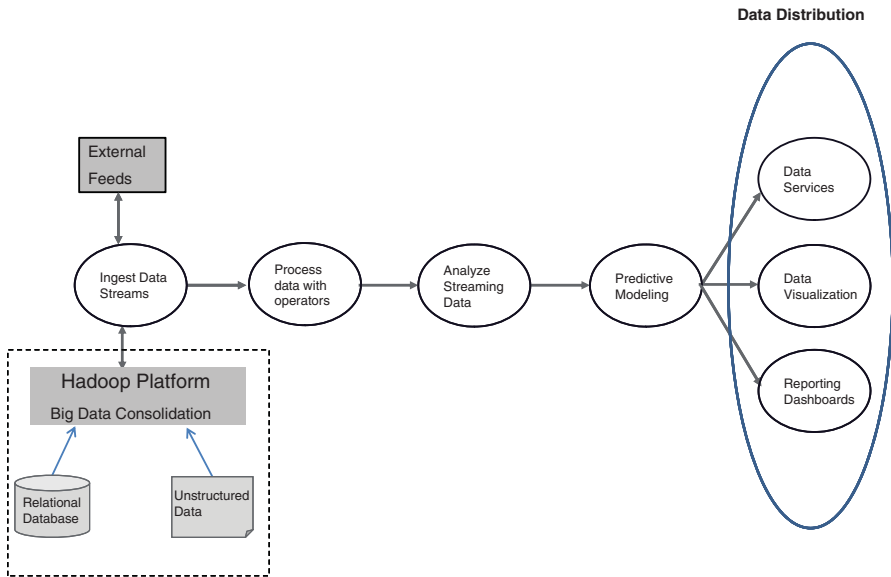 Data Distribution
External
Feeds
Data
Services
Ingest Data
Streams
Process
data with
operators
Analyze
Streaming
Data
Predictive
Modeling
Data
Visualization
Hadoop Platform
Big Data Consolidation
Reporting
Dashboards
Relational
Database
Unstructured
Data